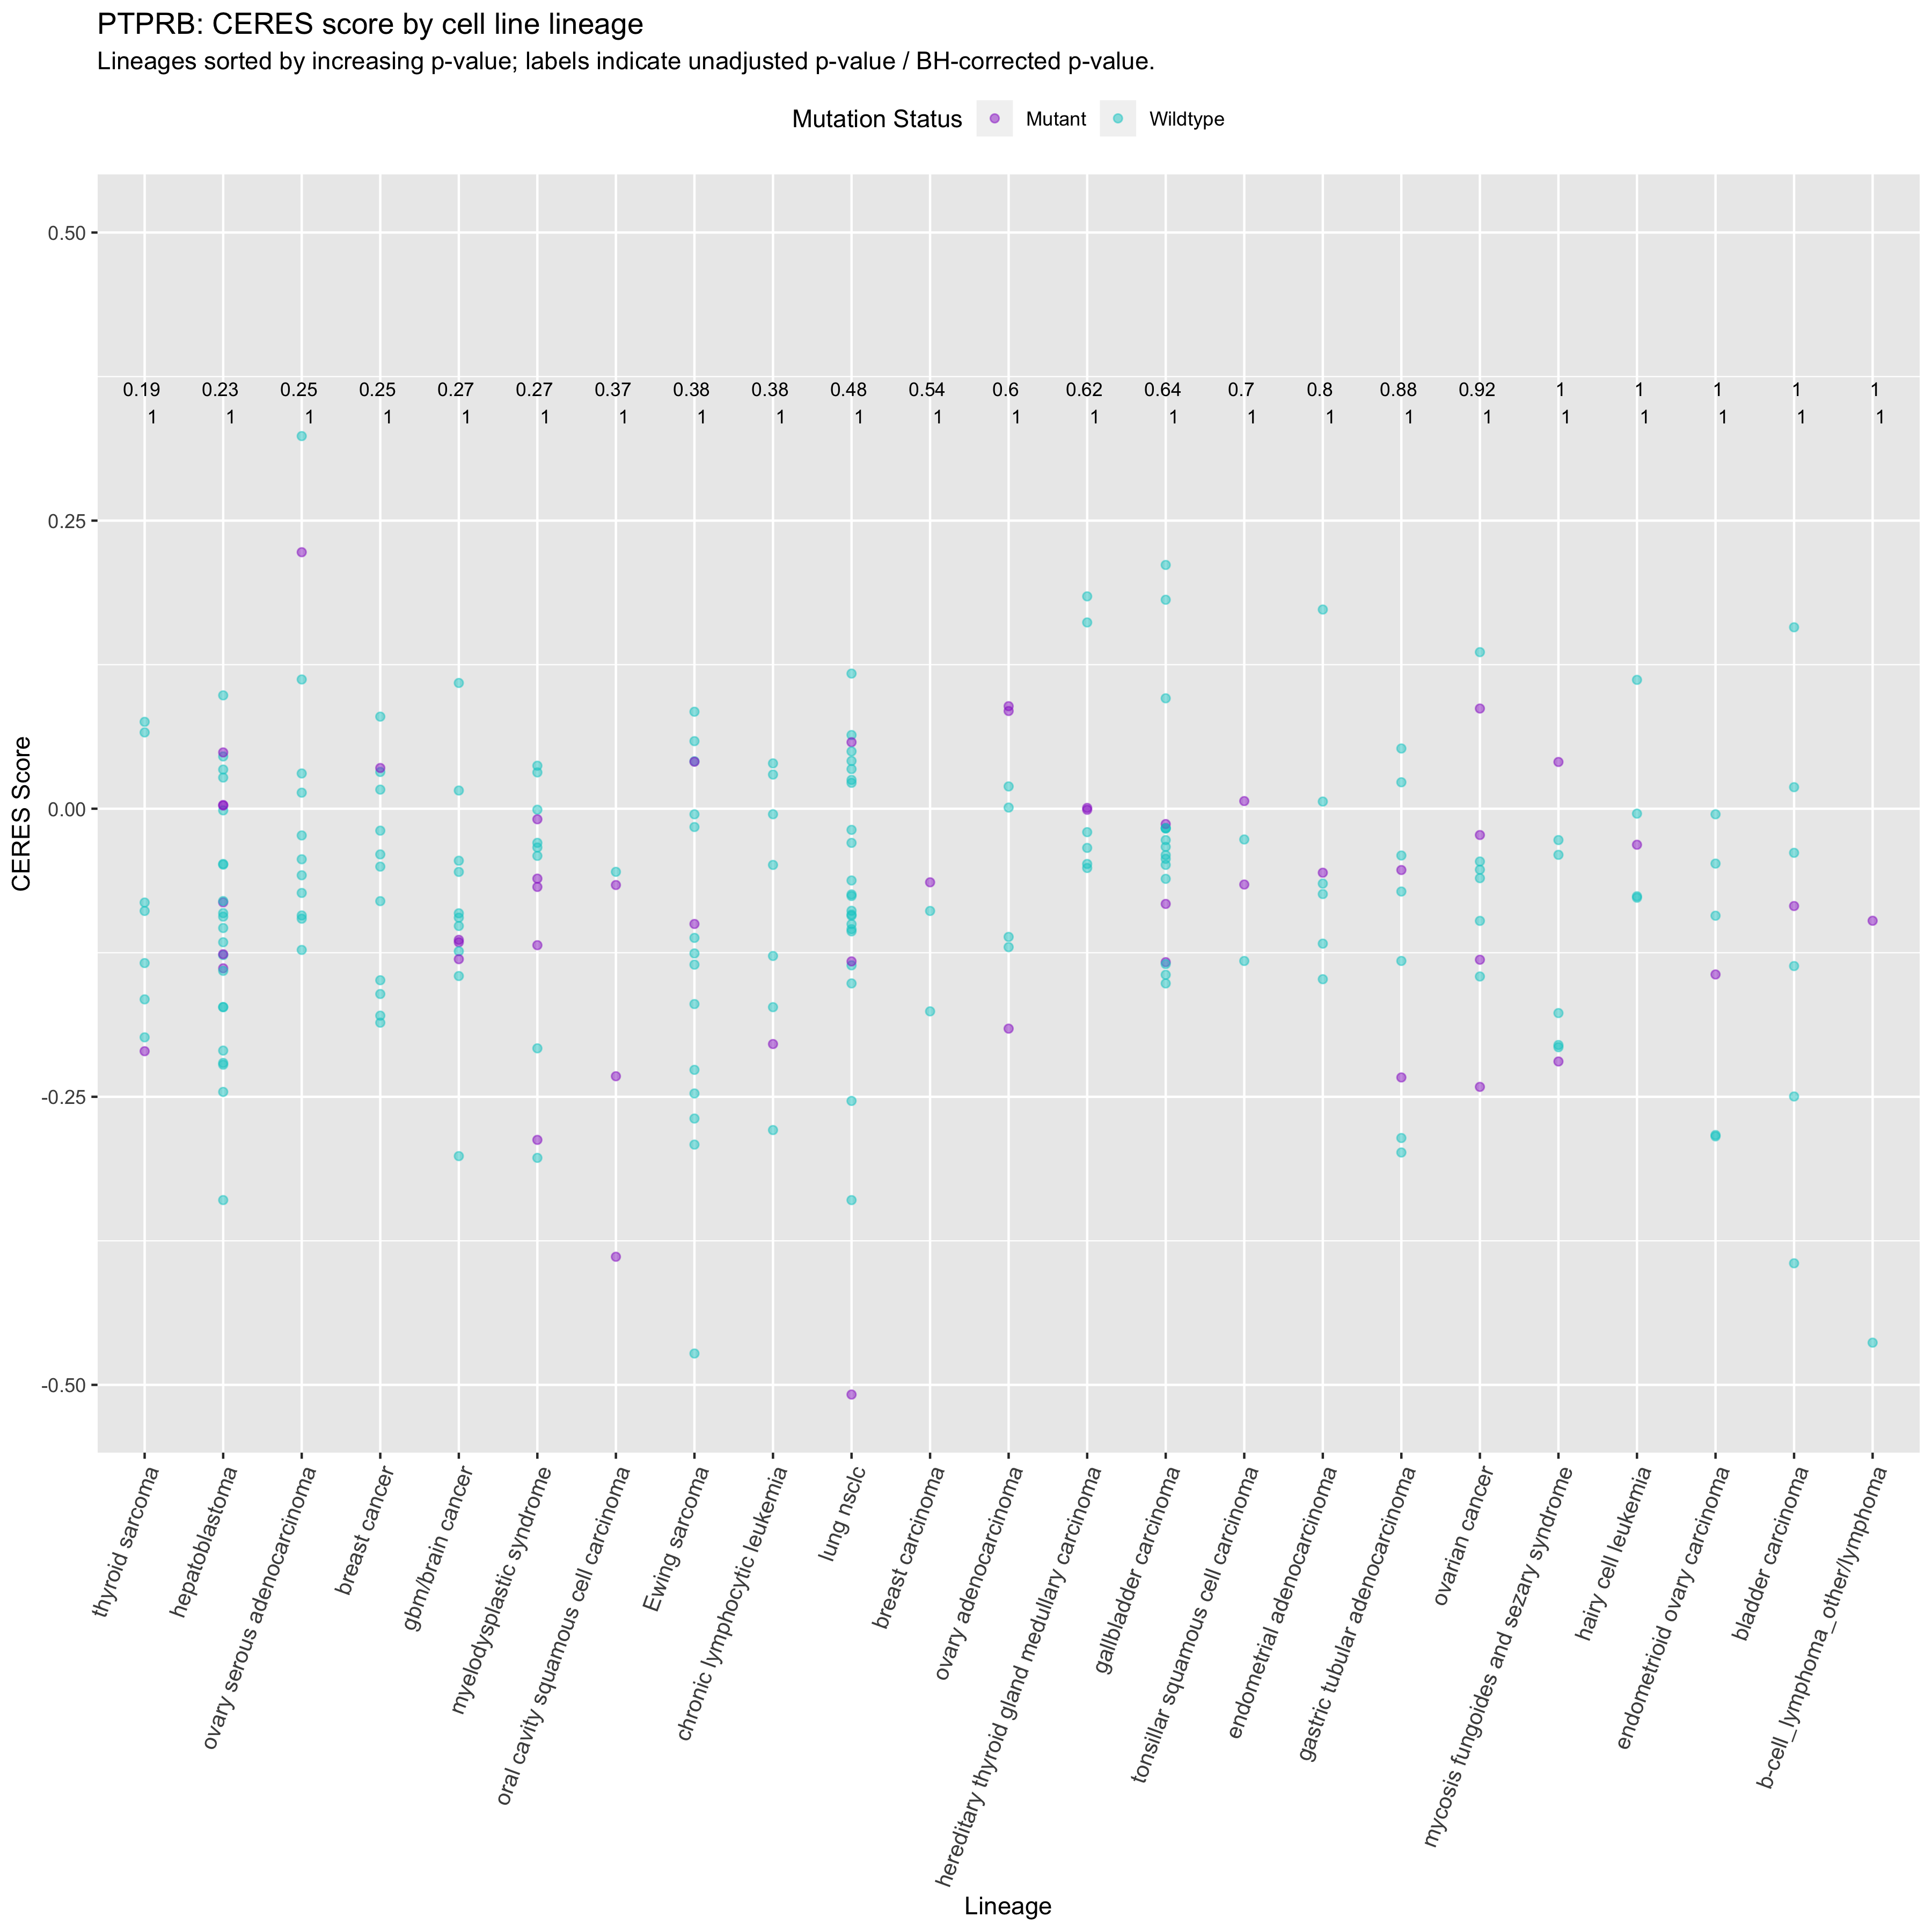 PTPRB: CERES score by cell line lineage
Lineages sorted by increasing p-value; labels indicate unadjusted p-value / BH-corrected p-value.
Mutation Status Mutant Wildtype
0.50
0.19 0.23 0.25 0.25 0.27 0.27 0.37 0.38 0.38 0.48 0.54 0.6 0.62 0.64 0.7 0.8 0.88 0.92 1 1 1 1 1
1 1 1 1 1 1 1 1 1 1 1 1 1 1 1 1 1 1 1 1 1 1 1
0.25
0.00
-0.25
-0.50
CERES Score
thyroid sarcoma
hepatoblastoma
ovary serous adenocarcinoma
breast cancer
gbm/brain cancer
myelodysplastic syndrome
oral cavity squamous cell carcinoma
Ewing sarcoma
chronic lymphocytic leukemia
lung nsclc
breast carcinoma
ovary adenocarcinoma
hereditary thyroid gland medullary carcinoma
gallbladder carcinoma
tonsillar squamous cell carcinoma
endometrial adenocarcinoma
gastric tubular adenocarcinoma
ovarian cancer
mycosis fungoides and sezary syndrome
hairy cell leukemia
endometrioid ovary carcinoma
bladder carcinoma
b-cell_lymphoma_other/lymphoma
Lineage